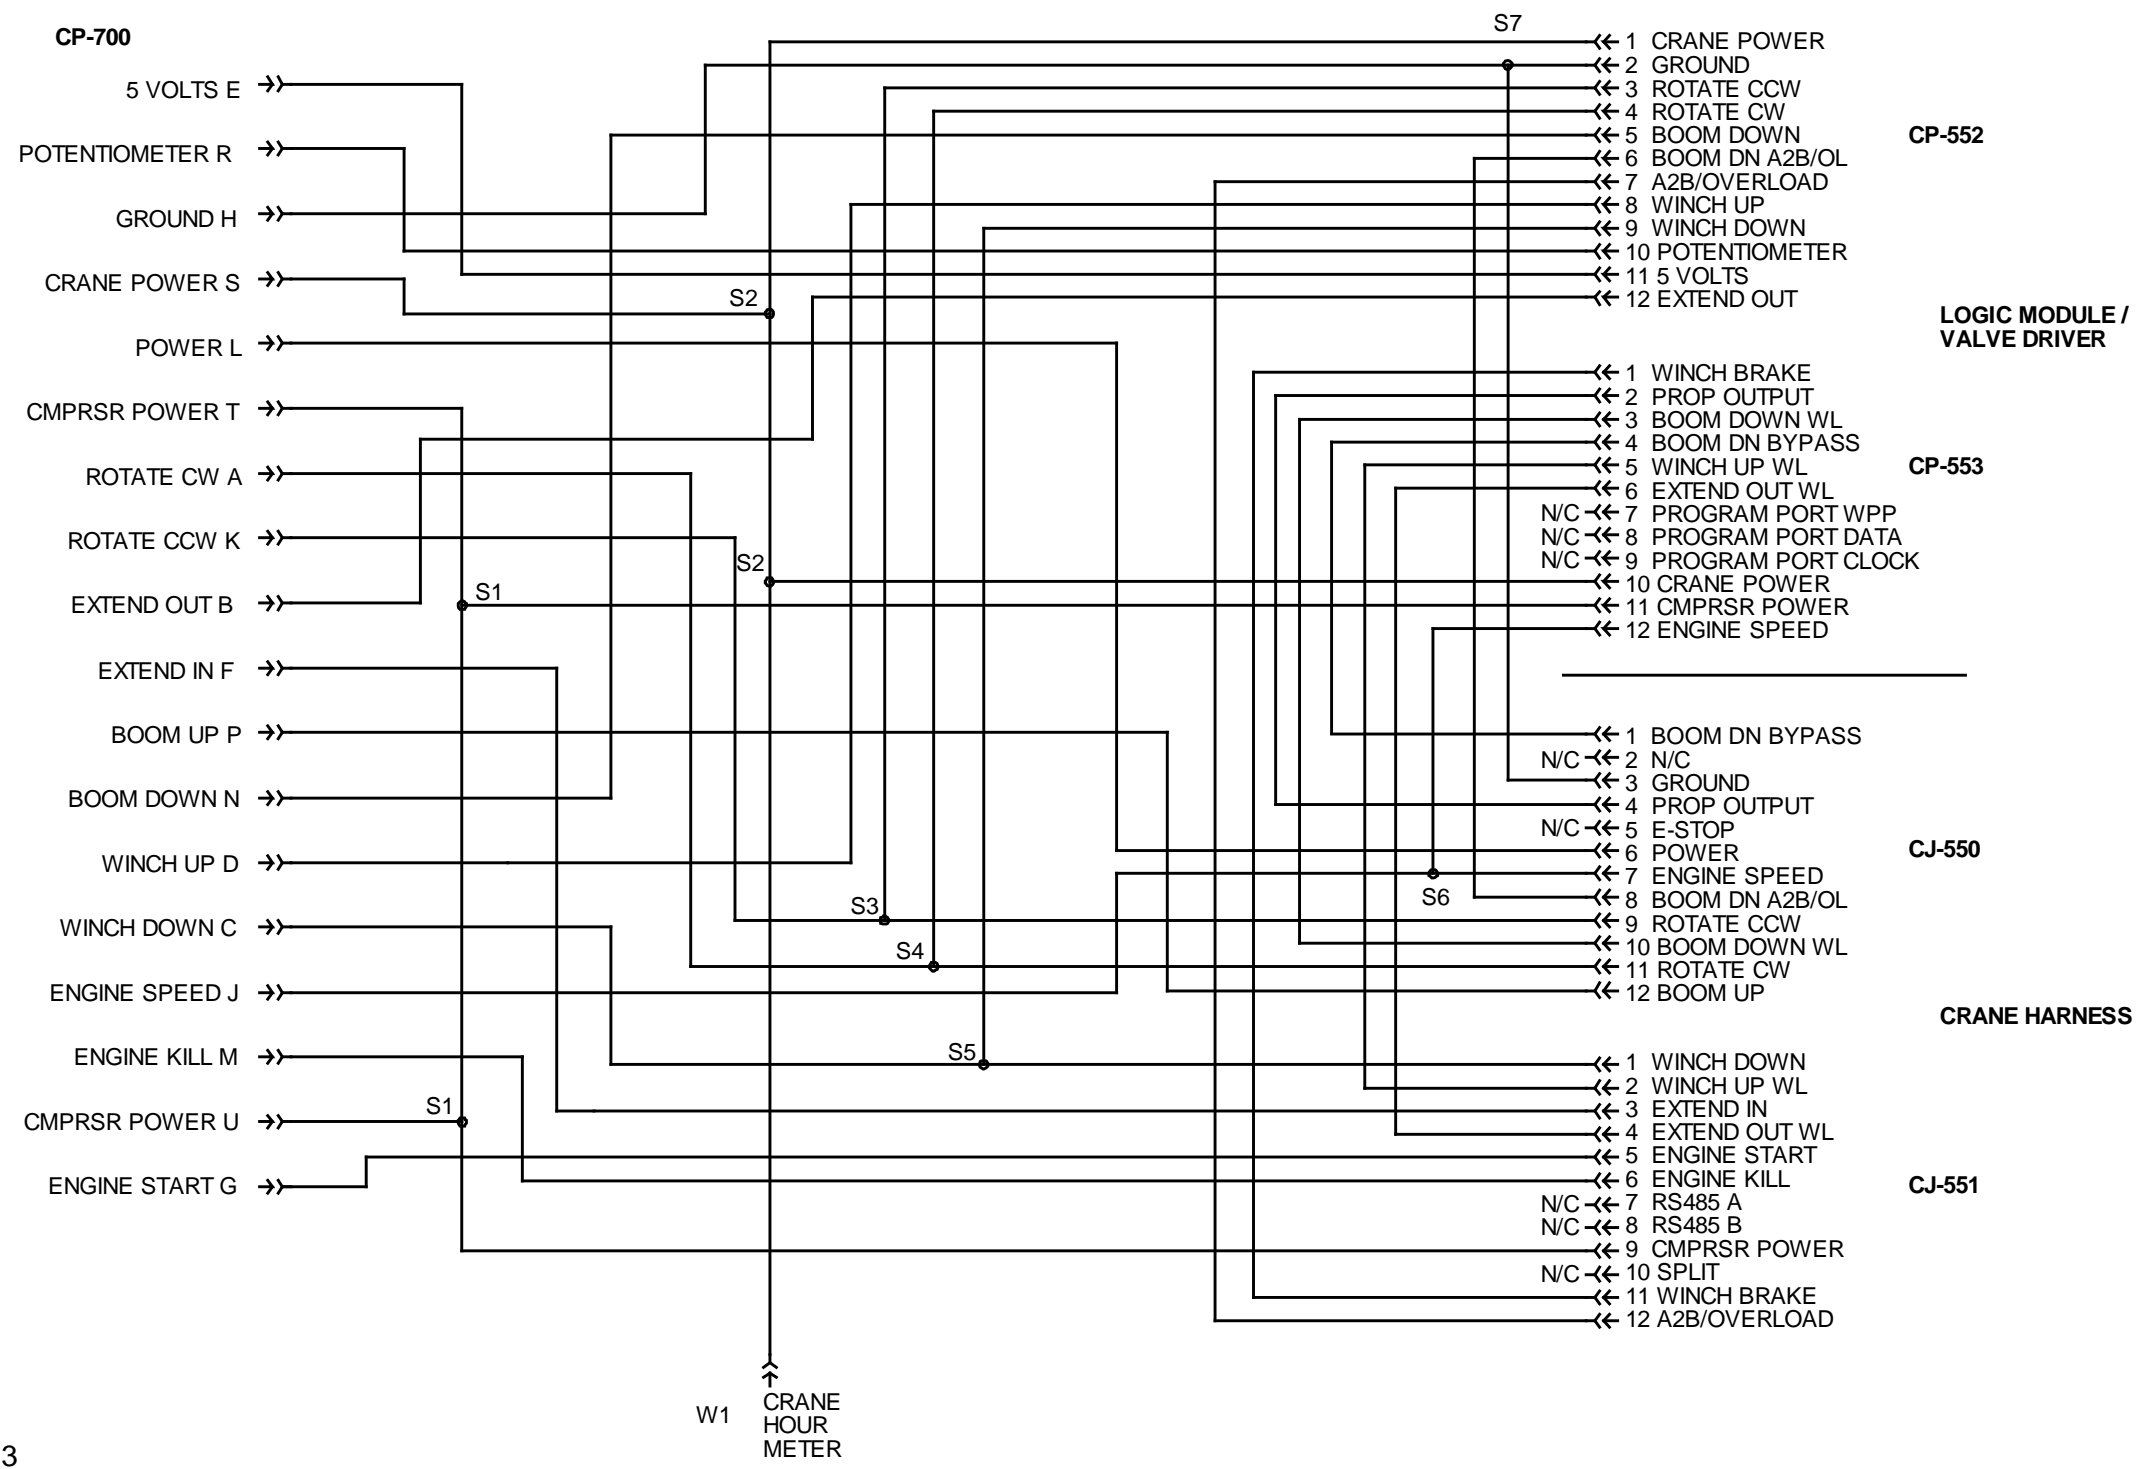 CP-700
5 VOLTS E
POTENTIOMETER R
GROUND H
CRANE POWER S
POWER L
CMPRSR POWER T
ROTATE CW A
ROTATE CCW K
EXTEND OUT B
EXTEND IN F
BOOM UP P
BOOM DOWN N
WINCH UP D
WINCH DOWN C
ENGINE SPEED J
ENGINE KILL M
CMPRSR POWER U
ENGINE START G
S1
S1
S2
S2
S3
S4
S5
S6
S7
W1
CRANE
HOUR
METER
1 CRANE POWER
2 GROUND
3 ROTATE CCW
4 ROTATE CW
5 BOOM DOWN
6 BOOM DN A2B/OL
7 A2B/OVERLOAD
8 WINCH UP
9 WINCH DOWN
10 POTENTIOMETER
11 5 VOLTS
12 EXTEND OUT
CP-552
LOGIC MODULE /
VALVE DRIVER
1 WINCH BRAKE
2 PROP OUTPUT
3 BOOM DOWN WL
4 BOOM DN BYPASS
5 WINCH UP WL
6 EXTEND OUT WL
N/C 7 PROGRAM PORT WPP
N/C 8 PROGRAM PORT DATA
N/C 9 PROGRAM PORT CLOCK
10 CRANE POWER
11 CMPRSR POWER
12 ENGINE SPEED
CP-553
1 BOOM DN BYPASS
N/C 2 N/C
3 GROUND
4 PROP OUTPUT
N/C 5 E-STOP
6 POWER
7 ENGINE SPEED
8 BOOM DN A2B/OL
9 ROTATE CCW
10 BOOM DOWN WL
11 ROTATE CW
12 BOOM UP
CJ-550
CRANE HARNESS
1 WINCH DOWN
2 WINCH UP WL
3 EXTEND IN
4 EXTEND OUT WL
5 ENGINE START
6 ENGINE KILL
N/C 7 RS485 A
N/C 8 RS485 B
9 CMPRSR POWER
N/C 10 SPLIT
11 WINCH BRAKE
12 A2B/OVERLOAD
CJ-551
3